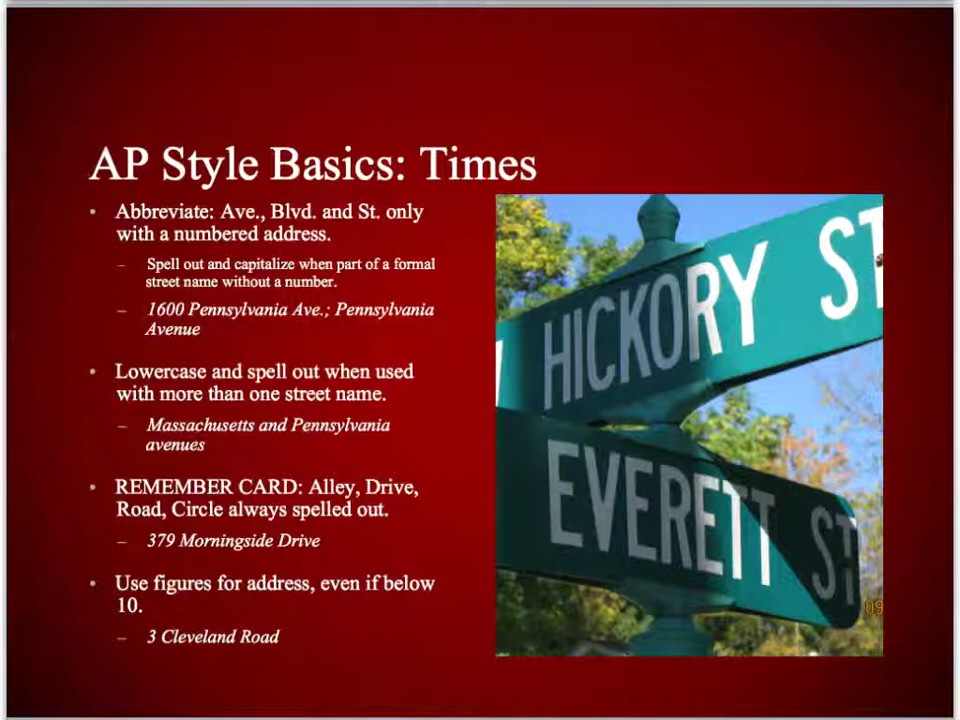 AP Style Basics: Times
• Abbreviate: Ave., Blvd. and St. only
with a numbered address.
– Spell out and capitalize when part of a formal
street name without a number.
– 1600 Pennsylvania Ave.; Pennsylvania
Avenue
• Lowercase and spell out when used
with more than one street name.
– Massachusetts and Pennsylvania
avenues
• REMEMBER CARD: Alley, Drive,
Road, Circle always spelled out.
– 379 Morningside Drive
• Use figures for address, even if below
10.
– 3 Cleveland Road
HICKORY ST
EVERETT ST
09